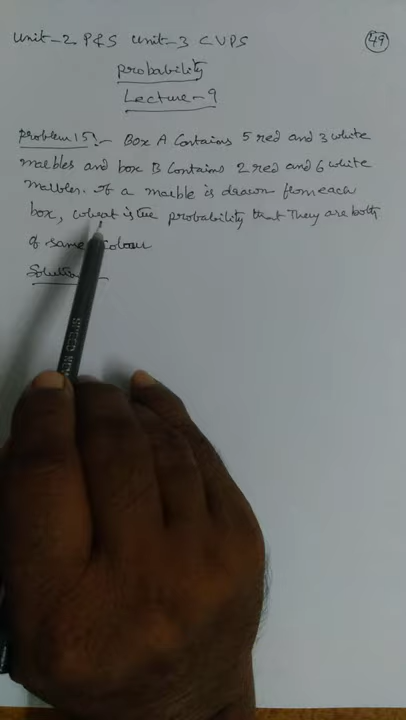 Unit-2 P&S Unit-3 CVPS
49
Probability
Lecture-9
Problem 15:- Box A Contains 5 red and 3 white
marbles and box B Contains 2 red and 6 white
marbles. If a marble is drawn from each
box, what is the probability that They are both
of same colour
Solution